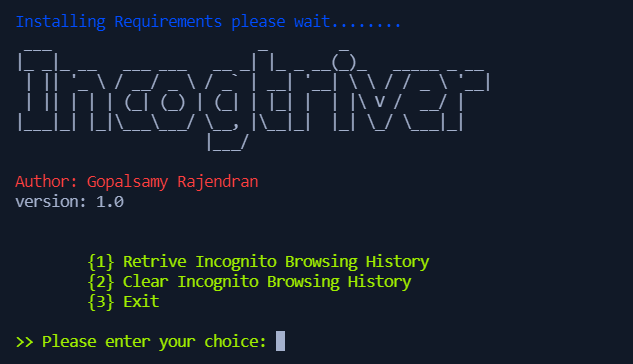 Installing Requirements please wait........
Incogtriver
Author: Gopalsamy Rajendran
version: 1.0
{1} Retrive Incognito Browsing History
{2} Clear Incognito Browsing History
{3} Exit
>> Please enter your choice: